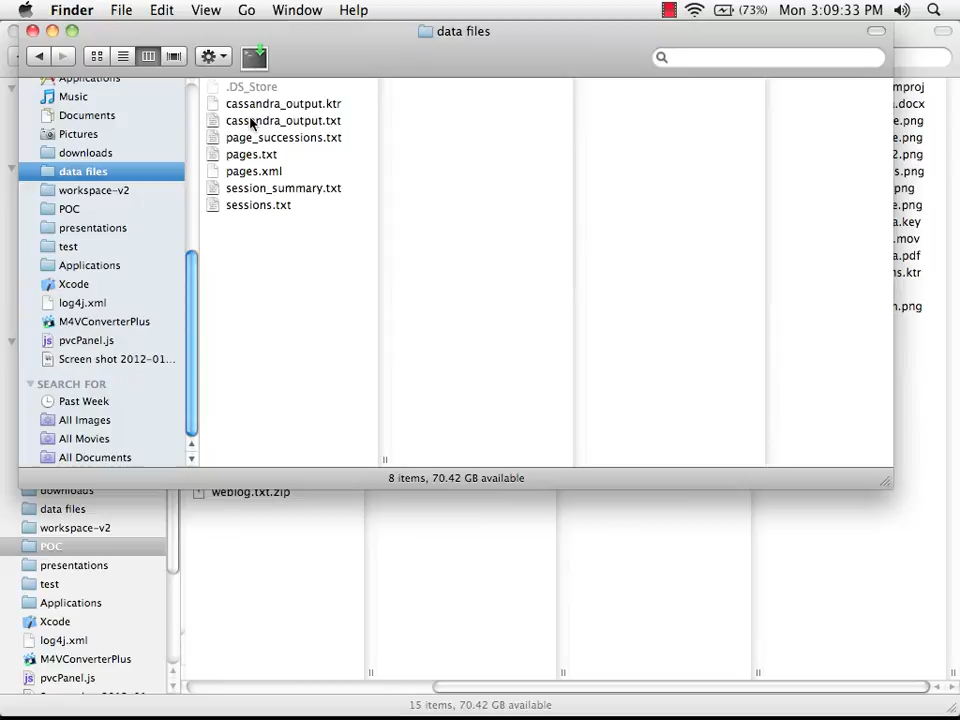 Finder File Edit View Go Window Help (73%) Mon 3:09:33 PM
data files
Applications
Music
Documents
Pictures
downloads
data files
workspace-v2
POC
presentations
test
Applications
Xcode
log4j.xml
M4VConverterPlus
js pvcPanel.js
Screen shot 2012-01...
SEARCH FOR
Past Week
All Images
All Movies
All Documents
.DS_Store
cassandra_output.ktr
cassandra_output.txt
page_successions.txt
pages.txt
pages.xml
session_summary.txt
sessions.txt
8 items, 70.42 GB available
mproj
.docx
e.png
e.png
2.png
s.png
png
a.key
.mov
a.pdf
ns.ktr
n.png
downloads
data files
workspace-v2
POC
presentations
test
Applications
Xcode
log4j.xml
M4VConverterPlus
js pvcPanel.js
weblog.txt.zip
15 items, 70.42 GB available